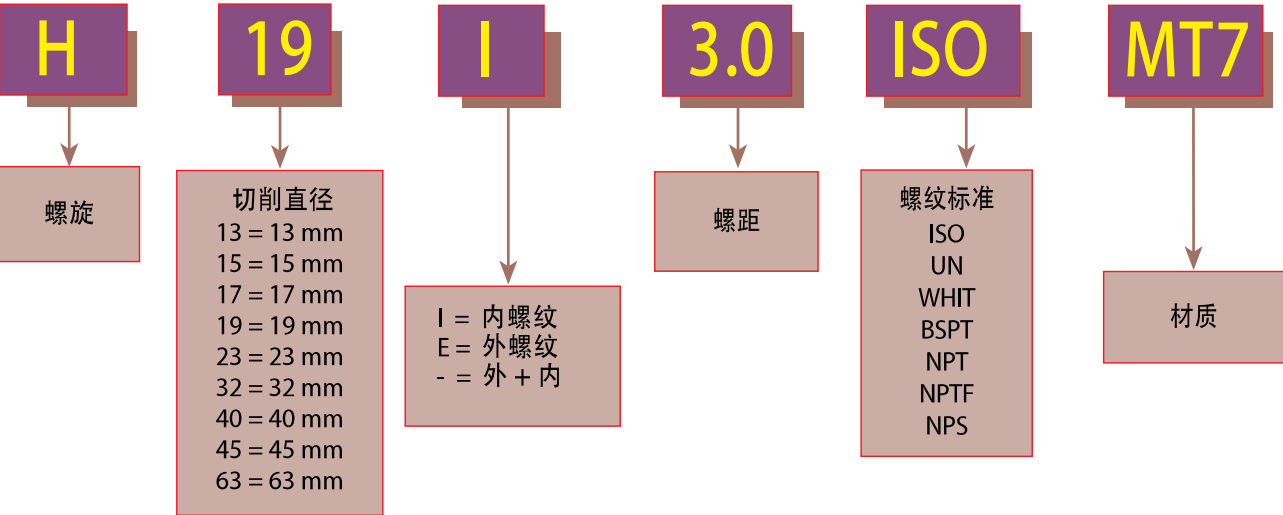 H 19 I 3.0 ISO MT7
螺旋
切削直径
13 = 13 mm
15 = 15 mm
17 = 17 mm
19 = 19 mm
23 = 23 mm
32 = 32 mm
40 = 40 mm
45 = 45 mm
63 = 63 mm
I = 内螺纹
E = 外螺纹
- = 外 + 内
螺距
螺纹标准
ISO
UN
WHIT
BSPT
NPT
NPTF
NPS
材质